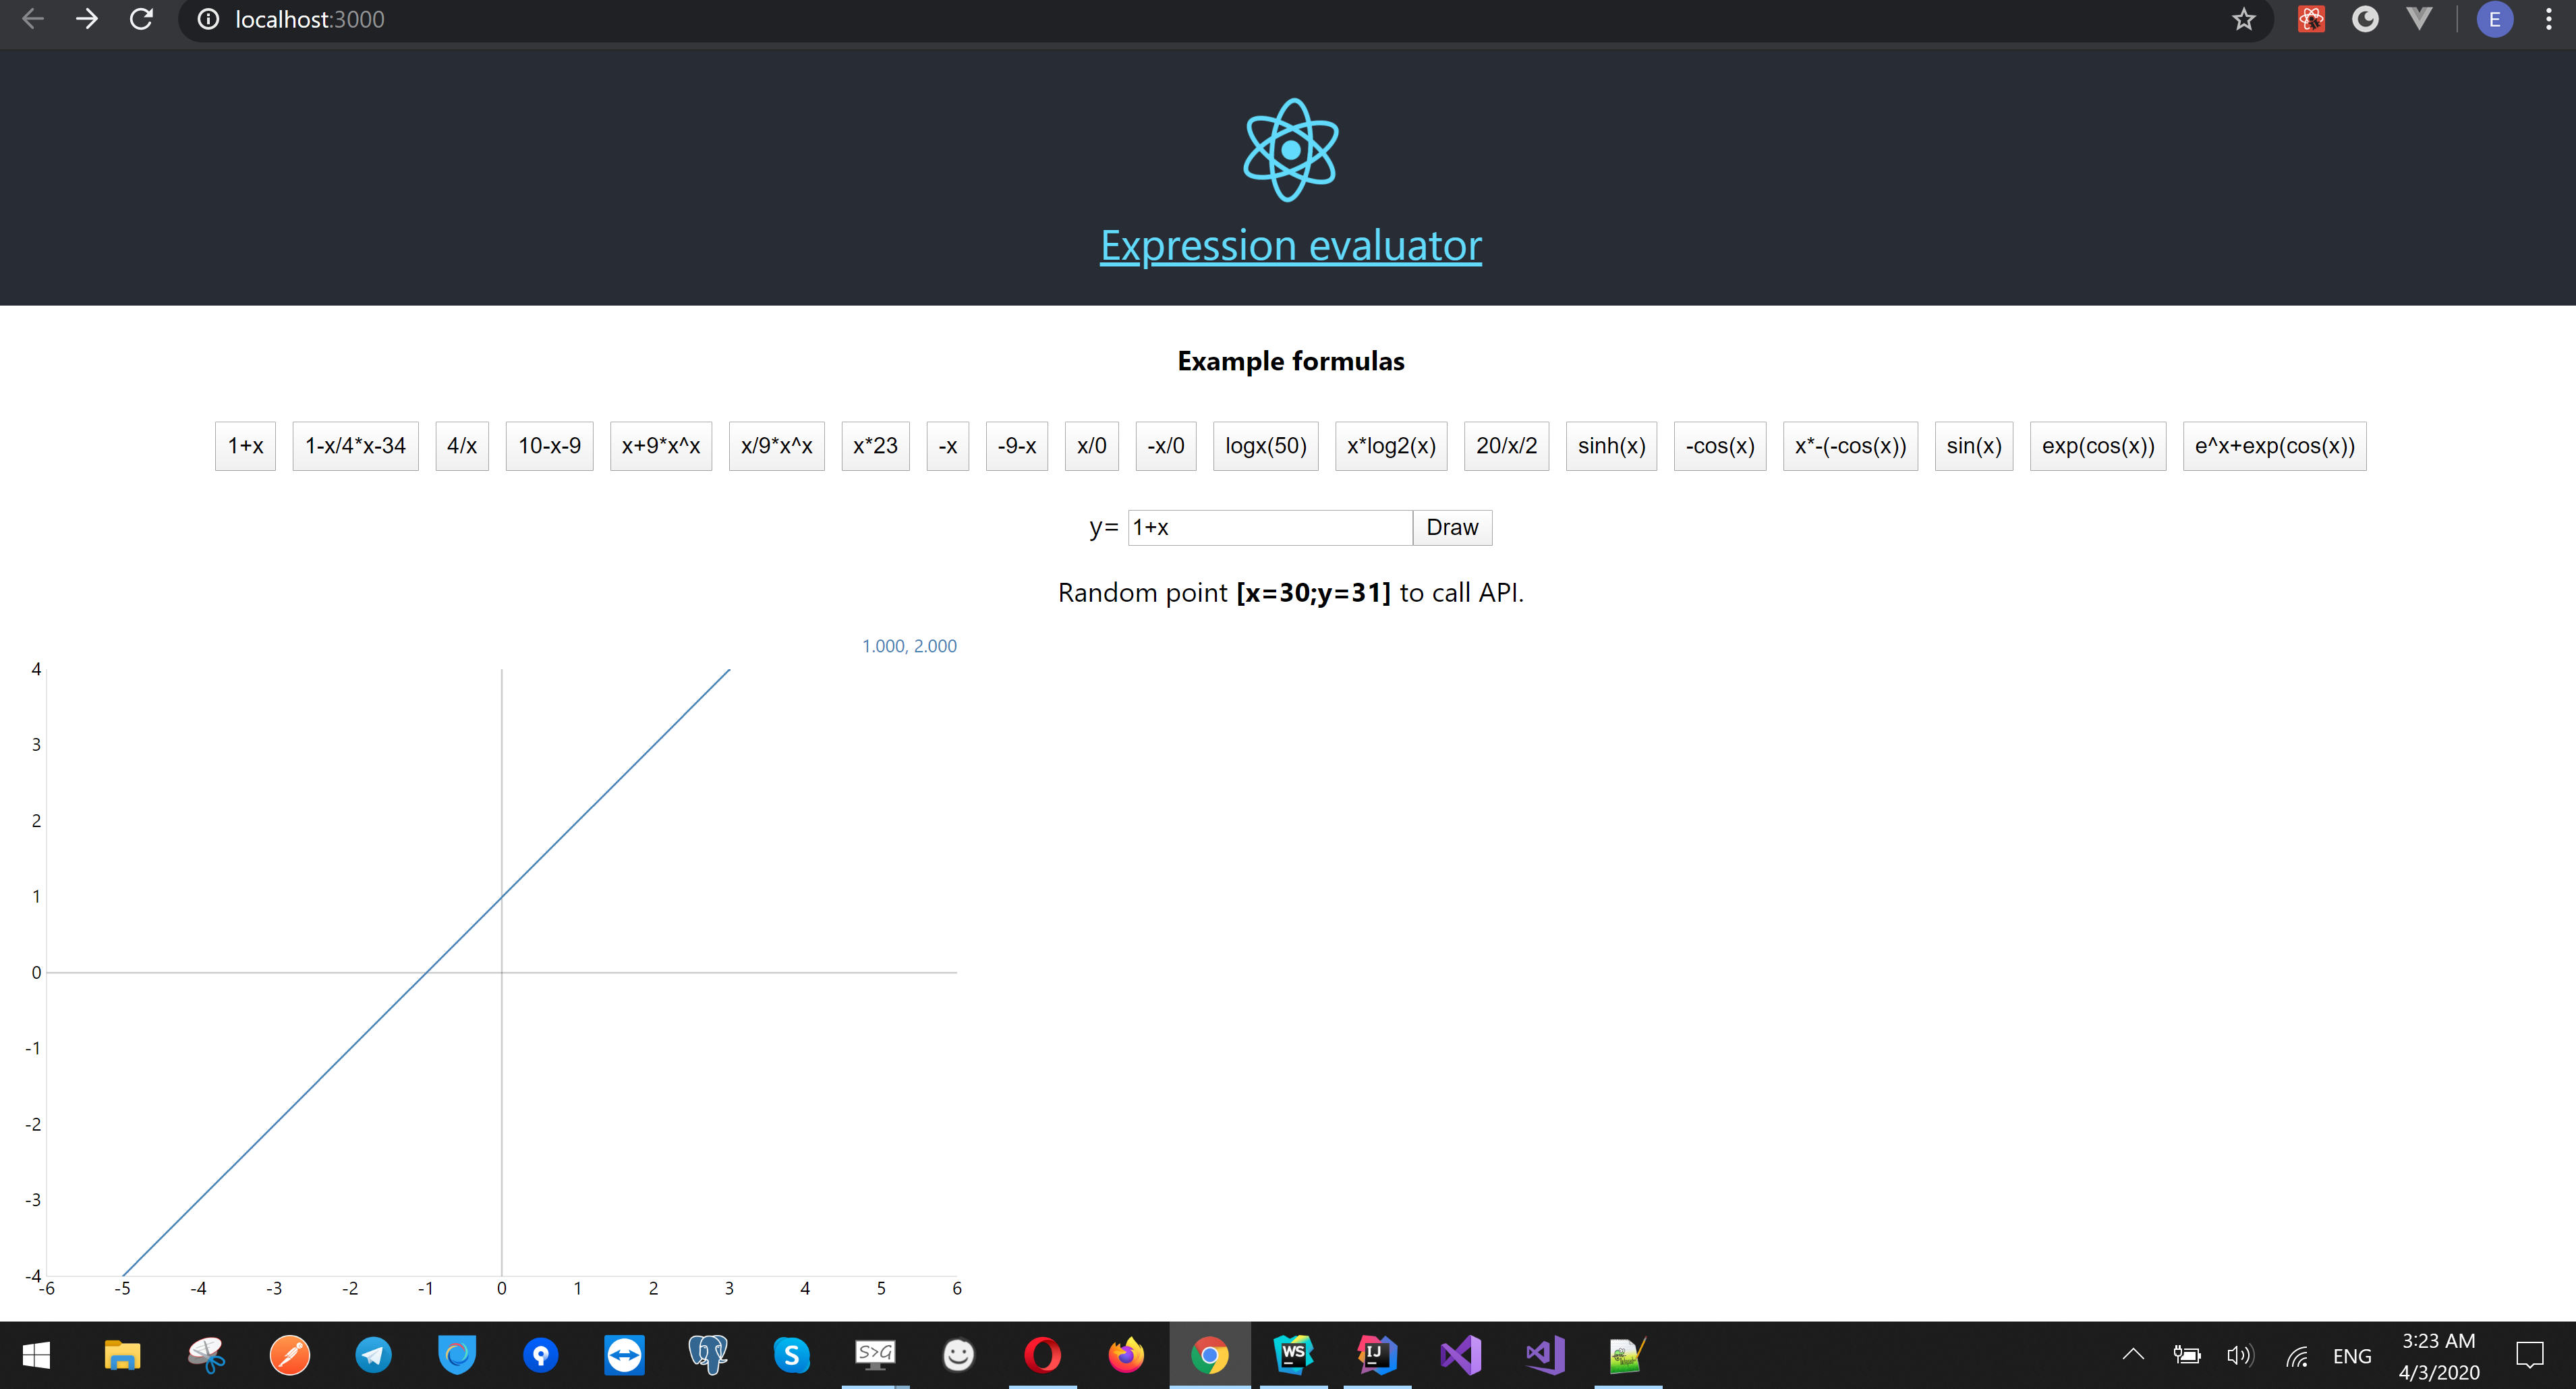 localhost:3000
E
Expression evaluator
Example formulas
1+x 1-x/4*x-34 4/x 10-x-9 x+9*x^x x/9*x^x x*23 -x -9-x x/0 -x/0 logx(50) x*log2(x) 20/x/2 sinh(x) -cos(x) x*-(-cos(x)) sin(x) exp(cos(x)) e^x+exp(cos(x))
y= 1+x Draw
Random point [x=30;y=31] to call API.
1.000, 2.000
4
3
2
1
0
-1
-2
-3
-4
-6 -5 -4 -3 -2 -1 0 1 2 3 4 5 6
S S>G WS IJ ENG 3:23 AM
4/3/2020